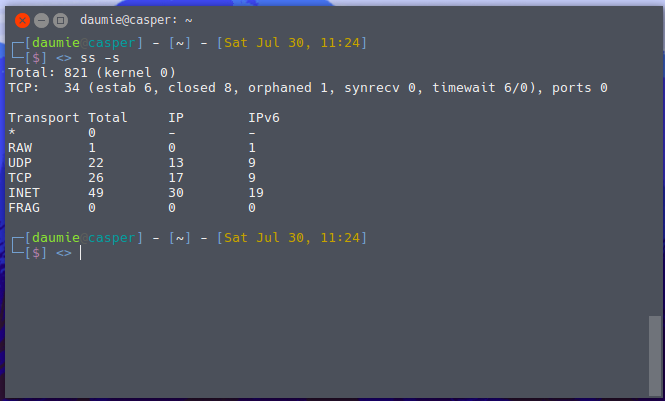 daumie@casper: ~
┌─[daumie@casper] – [~] – [Sat Jul 30, 11:24]
└─[$] <> ss -s
Total: 821 (kernel 0)
TCP:   34 (estab 6, closed 8, orphaned 1, synrecv 0, timewait 6/0), ports 0
Transport Total     IP        IPv6
*         0         -         -
RAW       1         0         1
UDP       22        13        9
TCP       26        17        9
INET      49        30        19
FRAG      0         0         0
┌─[daumie@casper] – [~] – [Sat Jul 30, 11:24]
└─[$] <>